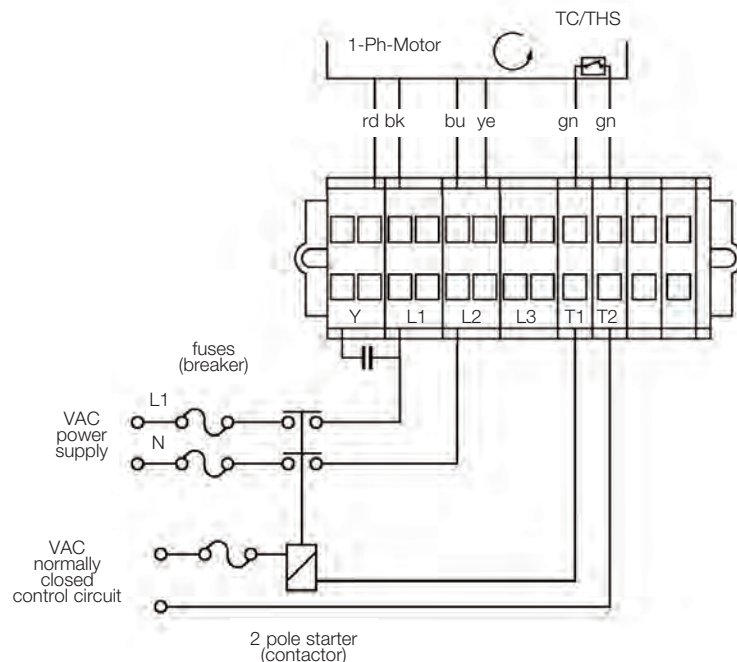 TC/THS
1-Ph-Motor
rd bk bu ye gn gn
Y L1 L2 L3 T1 T2
fuses
(breaker)
L1
VAC
power
supply
N
VAC
normally
closed
control circuit
2 pole starter
(contactor)